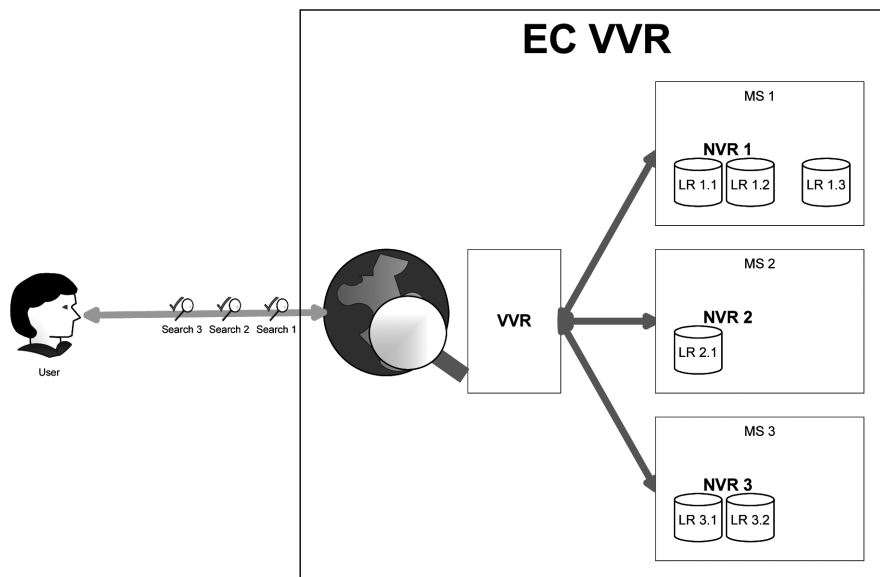 EC VVR
MS 1
NVR 1
LR 1.1
LR 1.2
LR 1.3
MS 2
NVR 2
LR 2.1
VVR
Search 3
Search 2
Search 1
User
MS 3
NVR 3
LR 3.1
LR 3.2